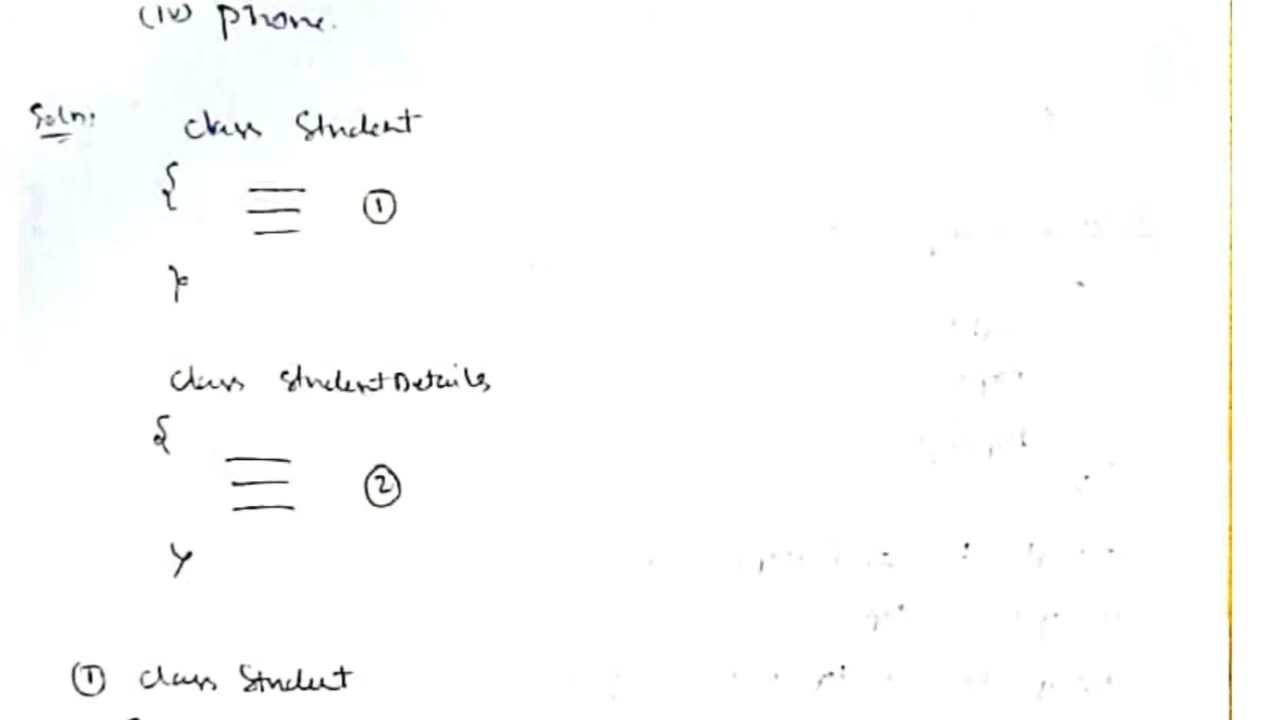 (iv) phone.
Soln:
class Student
{
①
}
class StudentDetails
{
②
}
① class Student
{